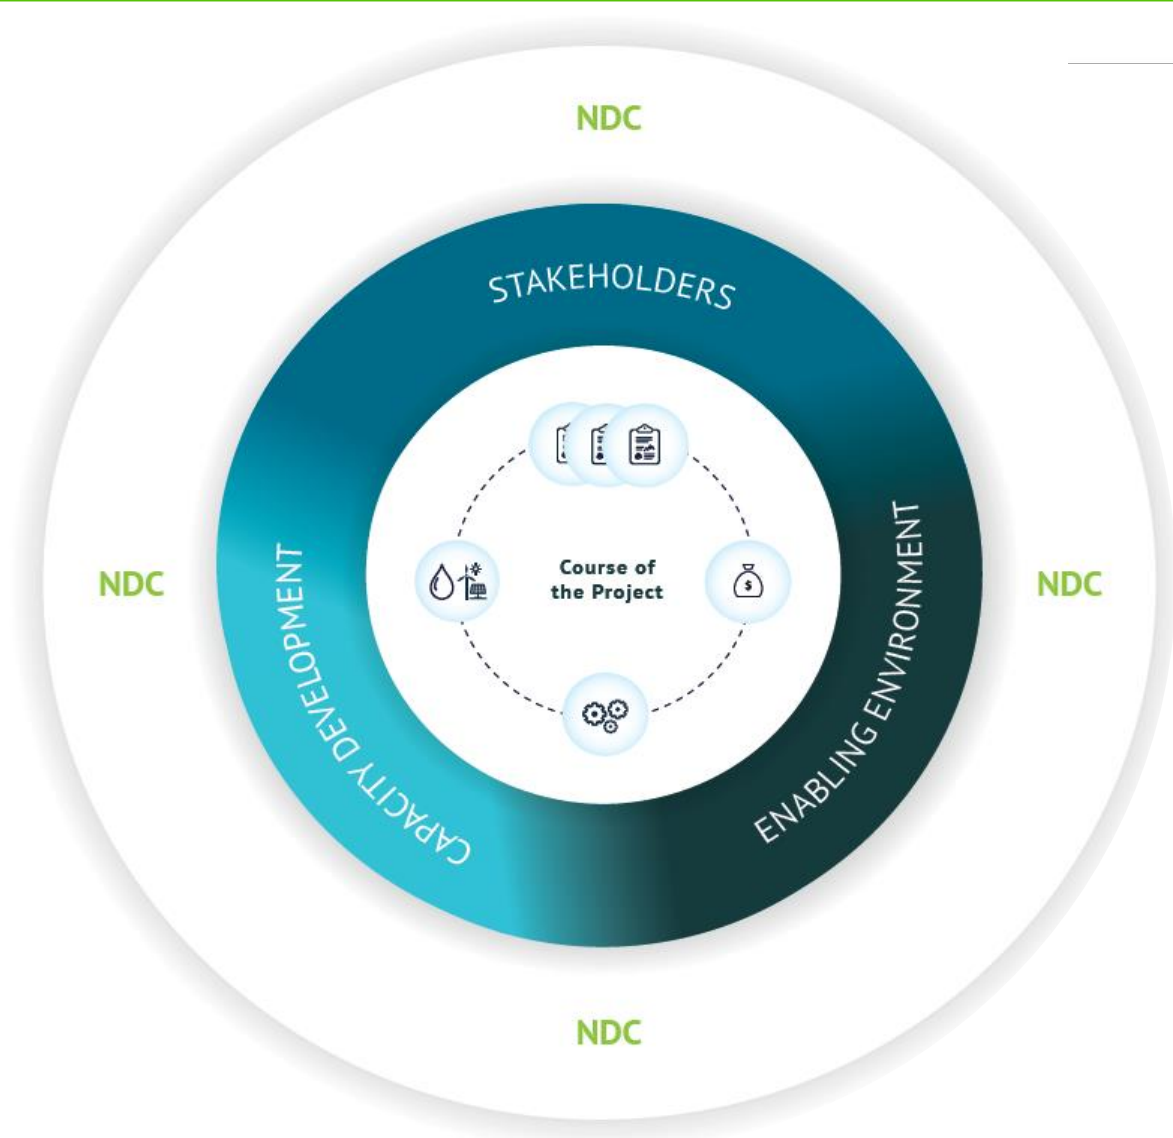 NDC
STAKEHOLDERS
Course of
the Project
$
NDC
CAPACITY DEVELOPMENT
ENABLING ENVIRONMENT
NDC
NDC